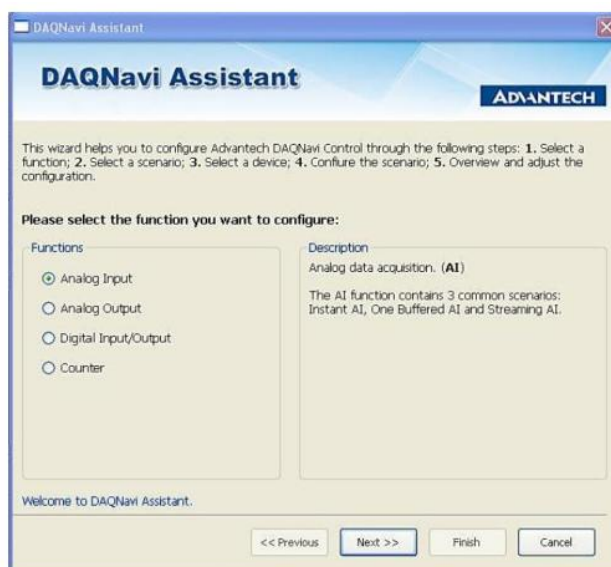 DAQNavi Assistant
DAQNavi Assistant
ADVANTECH
This wizard helps you to configure Advantech DAQNavi Control through the following steps: 1. Select a
function; 2. Select a scenario; 3. Select a device; 4. Confiure the scenario; 5. Overview and adjust the
configuration.
Please select the function you want to configure:
Functions
Analog Input
Analog Output
Digital Input/Output
Counter
Description
Analog data acquisition. (AI)
The AI function contains 3 common scenarios:
Instant AI, One Buffered AI and Streaming AI.
Welcome to DAQNavi Assistant.
<< Previous
Next >>
Finish
Cancel